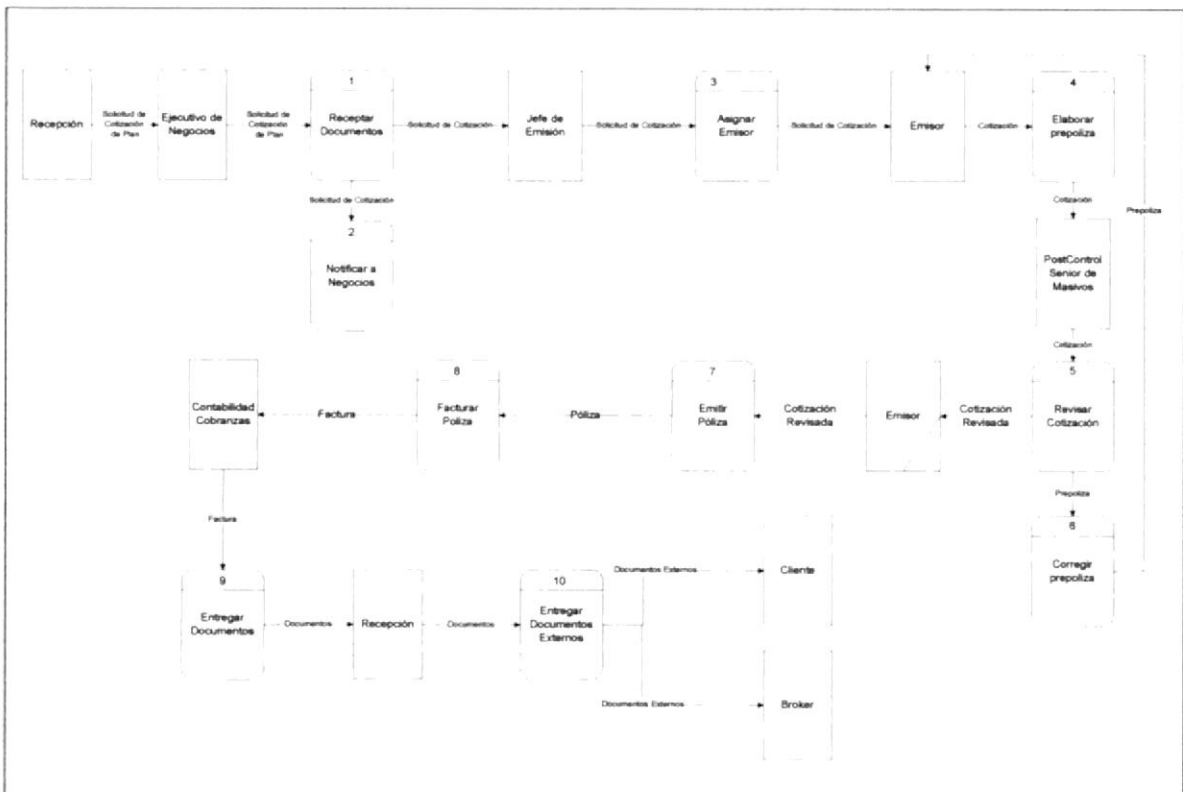 1
3
4
Recepción
Solicitud de
Cotización
de Plan
Ejecutivo de
Negocios
Solicitud de
Cotización
de Plan
Receptar
Documentos
Solicitud de Cotización
Jefe de
Emisión
Solicitud de Cotización
Asignar
Emisor
Solicitud de Cotización
Emisor
Cotización
Elaborar
prepoliza
Solicitud de Cotización
Cotización
Prepoliza
2
Notificar a
Negocios
PostControl
Senior de
Masivos
Cotización
8
7
5
Contabilidad
Cobranzas
Factura
Facturar
Poliza
Póliza
Emitir
Póliza
Cotización
Revisada
Emisor
Cotización
Revisada
Revisar
Cotización
Prepoliza
Factura
6
Corregir
prepoliza
9
10
Entregar
Documentos
Documentos
Recepción
Documentos
Entregar
Documentos
Externos
Documentos Externos
Cliente
Documentos Externos
Broker